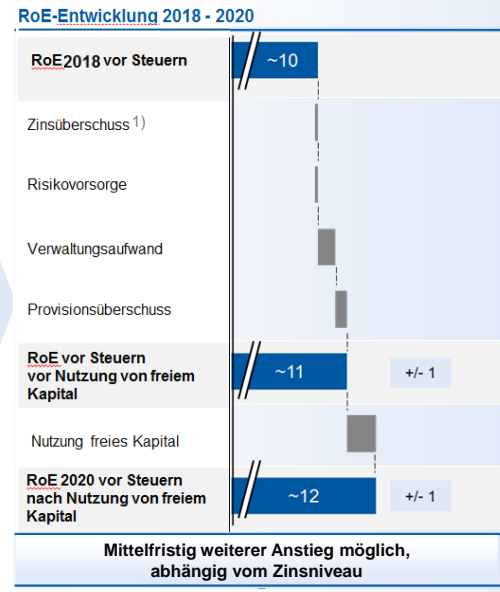 RoE-Entwicklung 2018 - 2020
RoE2018 vor Steuern
~10
Zinsüberschuss 1)
Risikovorsorge
Verwaltungsaufwand
Provisionsüberschuss
RoE vor Steuern
vor Nutzung von freiem
Kapital
~11
+/- 1
Nutzung freies Kapital
RoE 2020 vor Steuern
nach Nutzung von freiem
Kapital
~12
+/- 1
Mittelfristig weiterer Anstieg möglich,
abhängig vom Zinsniveau